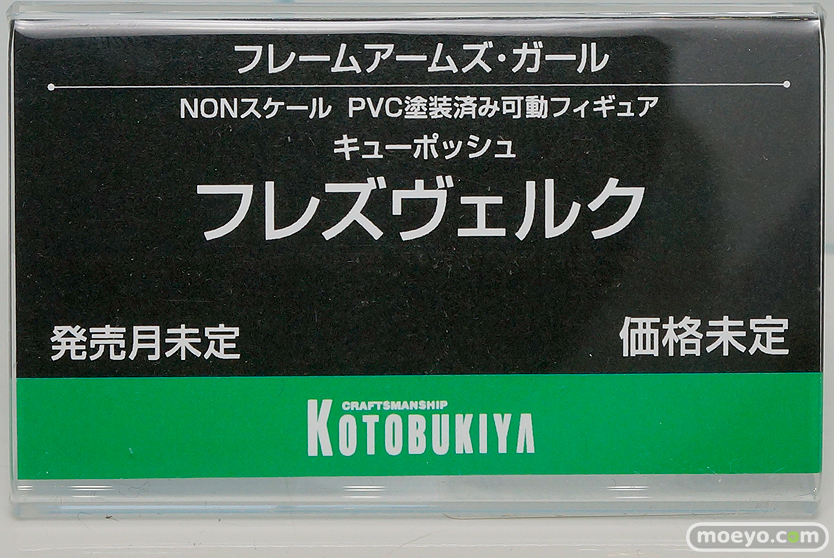 フレームアームズ・ガール
NONスケール PVC塗装済み可動フィギュア
キューポッシュ
フレズヴェルク
発売月未定
価格未定
CRAFTSMANSHIP
KOTOBUKIYA
moeyo.com